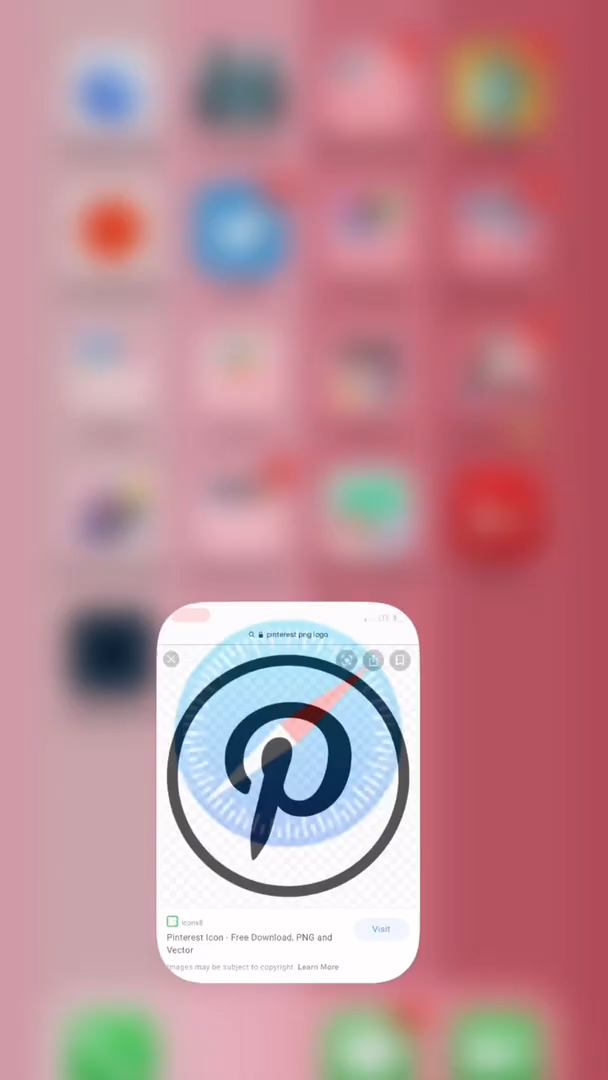 LTE
pinterest png logo
icons8
Pinterest Icon - Free Download, PNG and
Vector
Visit
Images may be subject to copyright. Learn More